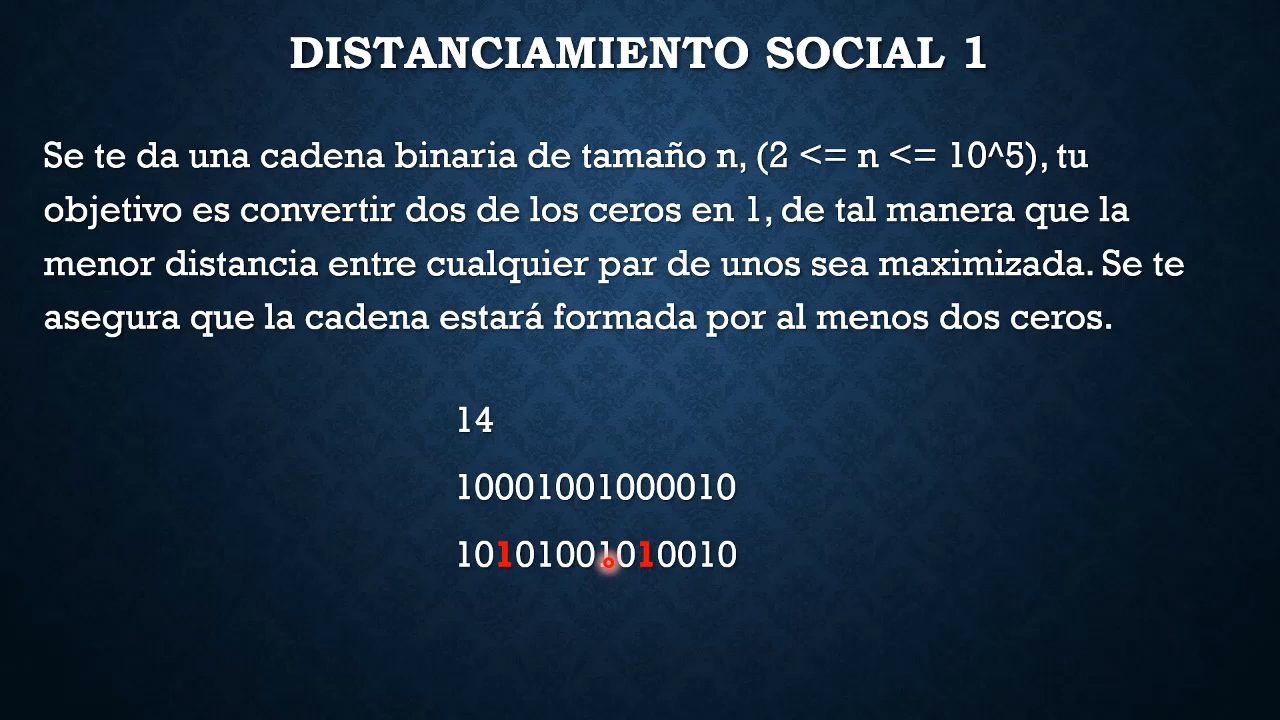 DISTANCIAMIENTO SOCIAL 1
Se te da una cadena binaria de tamaño n, (2 <= n <= 10^5), tu
objetivo es convertir dos de los ceros en 1, de tal manera que la
menor distancia entre cualquier par de unos sea maximizada. Se te
asegura que la cadena estará formada por al menos dos ceros.
14
10001001000010
10101001010010